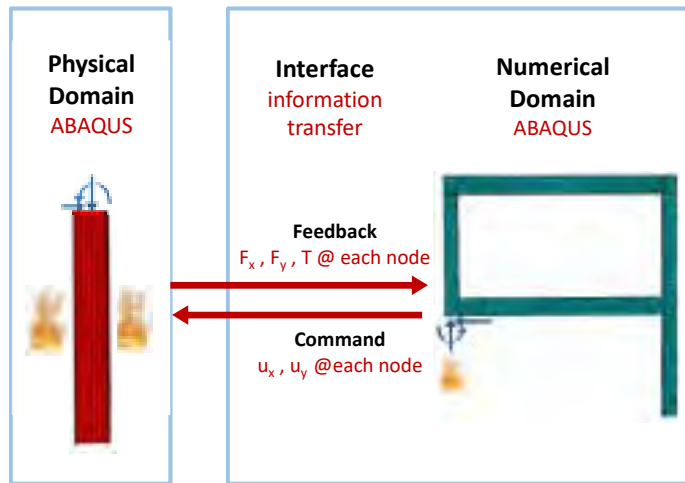 Physical
Domain
ABAQUS
Interface
information
transfer
Numerical
Domain
ABAQUS
Feedback
Fx , Fy , T @ each node
Command
ux , uy @each node